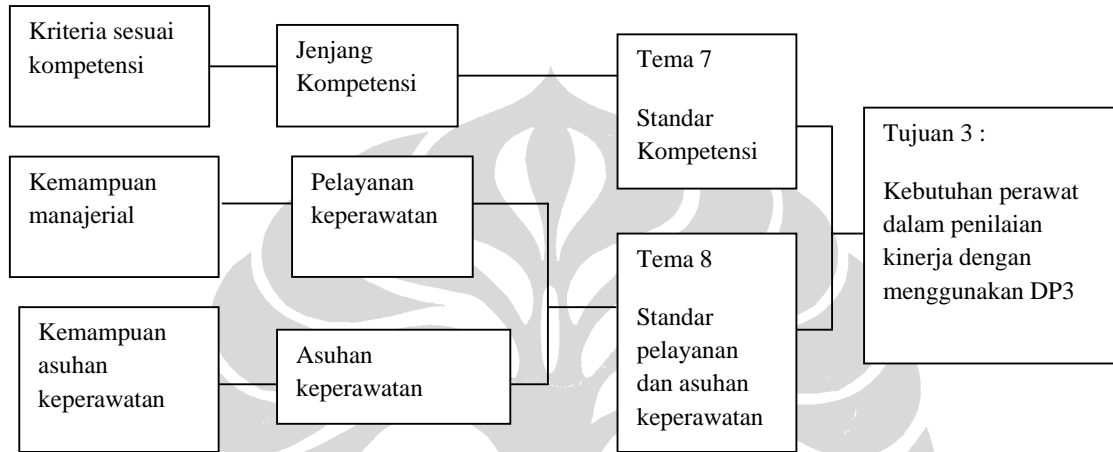 Kriteria sesuai
kompetensi
Jenjang
Kompetensi
Tema 7
Standar
Kompetensi
Tujuan 3 :
Kebutuhan perawat
dalam penilaian
kinerja dengan
menggunakan DP3
Kemampuan
manajerial
Pelayanan
keperawatan
Tema 8
Standar
pelayanan
dan asuhan
keperawatan
Kemampuan
asuhan
keperawatan
Asuhan
keperawatan